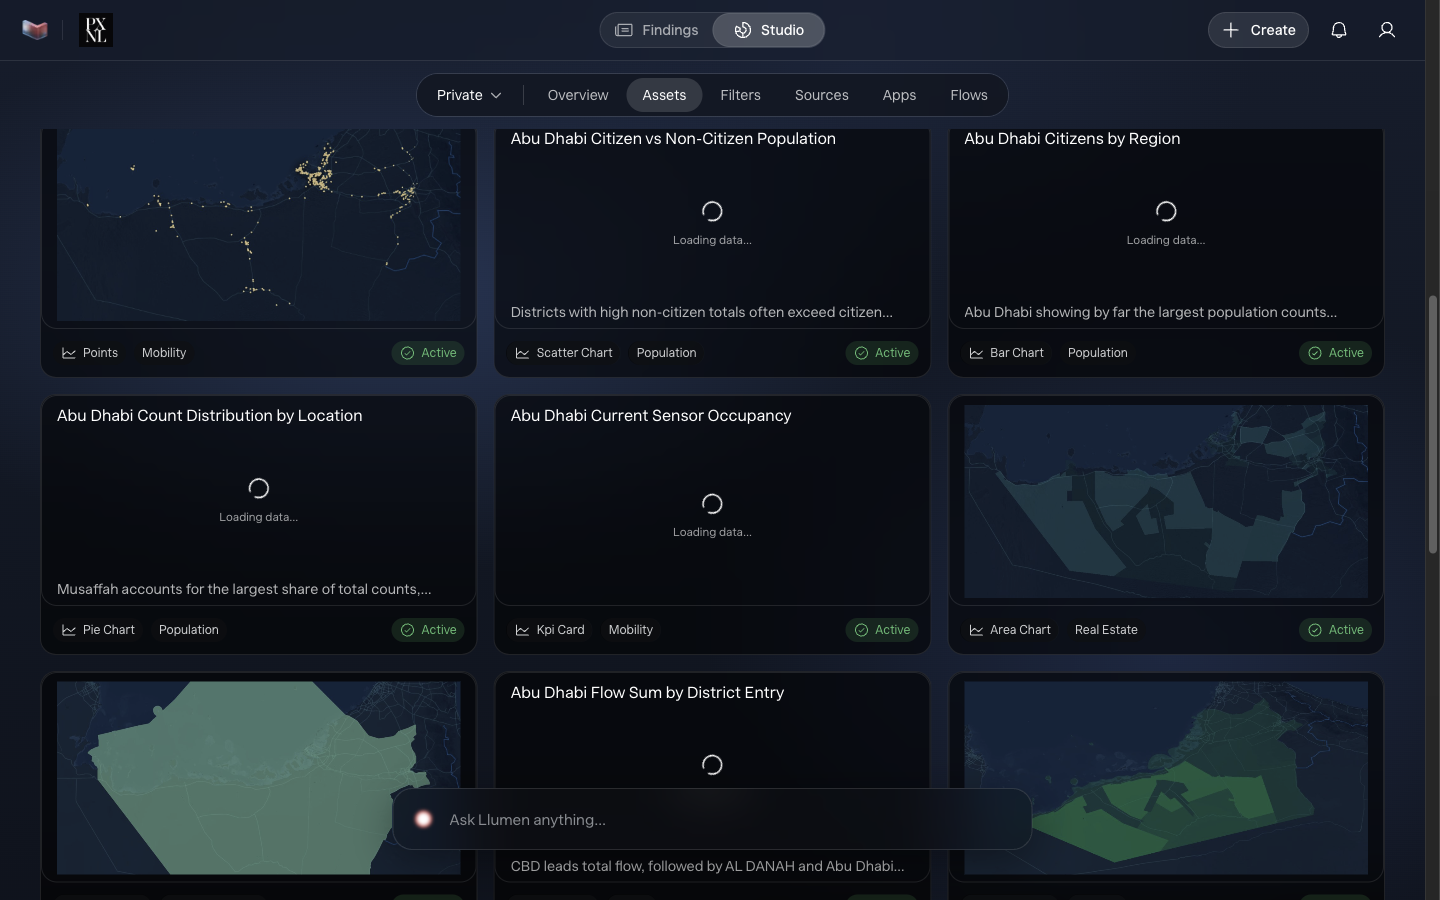 PX
NL
Findings
Studio
Create
Private
Overview
Assets
Filters
Sources
Apps
Flows
Abu Dhabi Citizen vs Non-Citizen Population
Abu Dhabi Citizens by Region
Loading data...
Loading data...
Districts with high non-citizen totals often exceed citizen...
Abu Dhabi showing by far the largest population counts...
Points
Mobility
Active
Scatter Chart
Population
Active
Bar Chart
Population
Active
Abu Dhabi Count Distribution by Location
Abu Dhabi Current Sensor Occupancy
Loading data...
Loading data...
Musaffah accounts for the largest share of total counts,...
Pie Chart
Population
Active
Kpi Card
Mobility
Active
Area Chart
Real Estate
Active
Abu Dhabi Flow Sum by District Entry
Ask Llumen anything...
CBD leads total flow, followed by AL DANAH and Abu Dhabi...